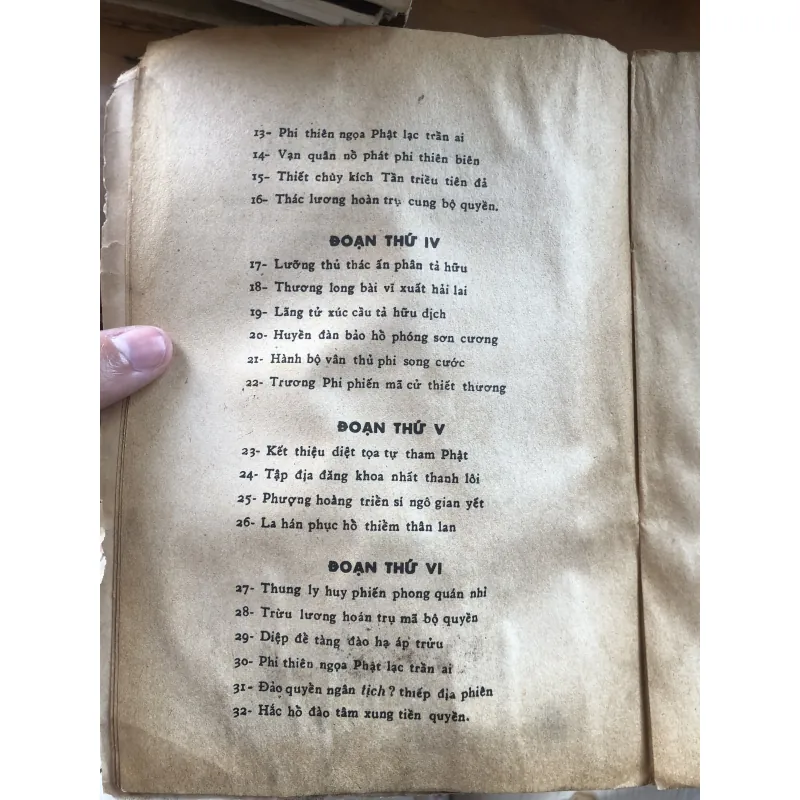 13- Phi thiên ngọa Phật lạc trần ai
14- Vạn quân nỗ phát phi thiên biên
15- Thiết chùy kích Tần triều tiên đả
16- Thác lương hoàn trụ cung bộ quyền.
ĐOẠN THỨ IV
17- Lưỡng thủ thác ấn phân tả hữu
18- Thương long bài vĩ xuất hải lai
19- Lãng tử xúc cầu tả hữu dịch
20- Huyền đàn bảo hổ phóng sơn cương
21- Hành bộ vân thủ phi song cước
22- Trương Phi phiến mã cử thiết thương
ĐOẠN THỨ V
23- Kết thiệu diệt tọa tự tham Phật
24- Tập địa đăng khoa nhất thanh lôi
25- Phượng hoàng triền si ngô gian yết
26- La hán phục hổ thiềm thân lan
ĐOẠN THỨ VI
27- Thung ly huy phiến phong quán nhỉ
28- Trừu lương hoán trụ mã bộ quyền
29- Diệp đề tàng đào hạ áp trửu
30- Phi thiên ngọa Phật lạc trần ai
31- Đảo quyền ngân tịch? thiếp địa phiên
32- Hắc hổ đào tâm xung tiền quyền.